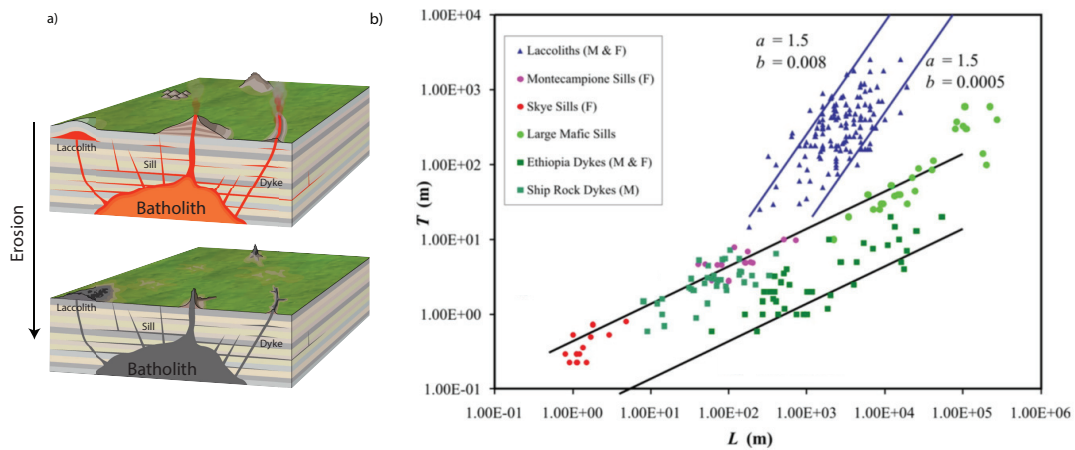 a)
Laccolith
Sill
Dyke
Batholith
Erosion
Laccolith
Sill
Dyke
Batholith
b)
1.00E+04
1.00E+03
1.00E+02
1.00E+01
1.00E+00
1.00E-01
T (m)
Laccoliths (M & F)
Montecampione Sills (F)
Skye Sills (F)
Large Mafic Sills
Ethiopia Dykes (M & F)
Ship Rock Dykes (M)
a = 1.5
b = 0.008
a = 1.5
b = 0.0005
1.00E-01 1.00E+00 1.00E+01 1.00E+02 1.00E+03 1.00E+04 1.00E+05 1.00E+06
L (m)